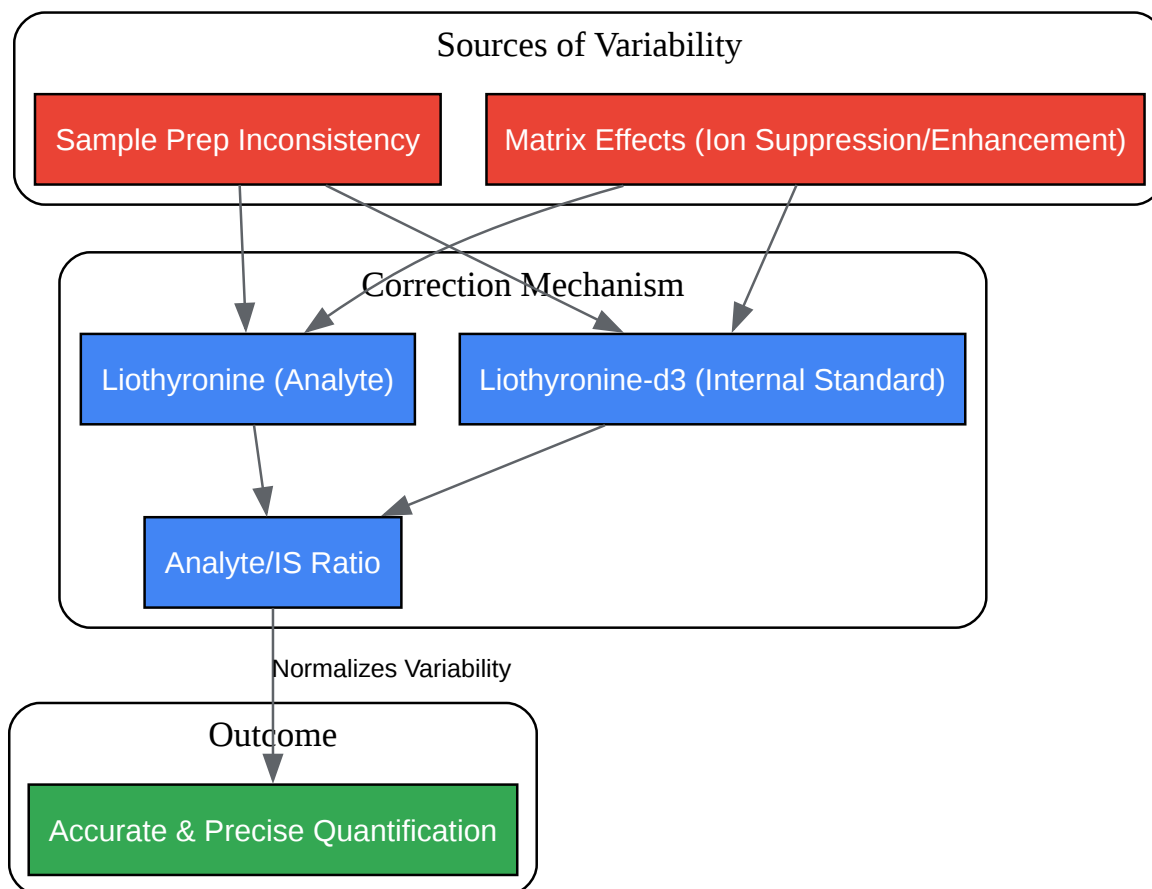 Sources of Variability
Sample Prep Inconsistency
Matrix Effects (Ion Suppression/Enhancement)
Correction Mechanism
Liothyronine (Analyte)
Liothyronine-d3 (Internal Standard)
Analyte/IS Ratio
Normalizes Variability
Outcome
Accurate & Precise Quantification